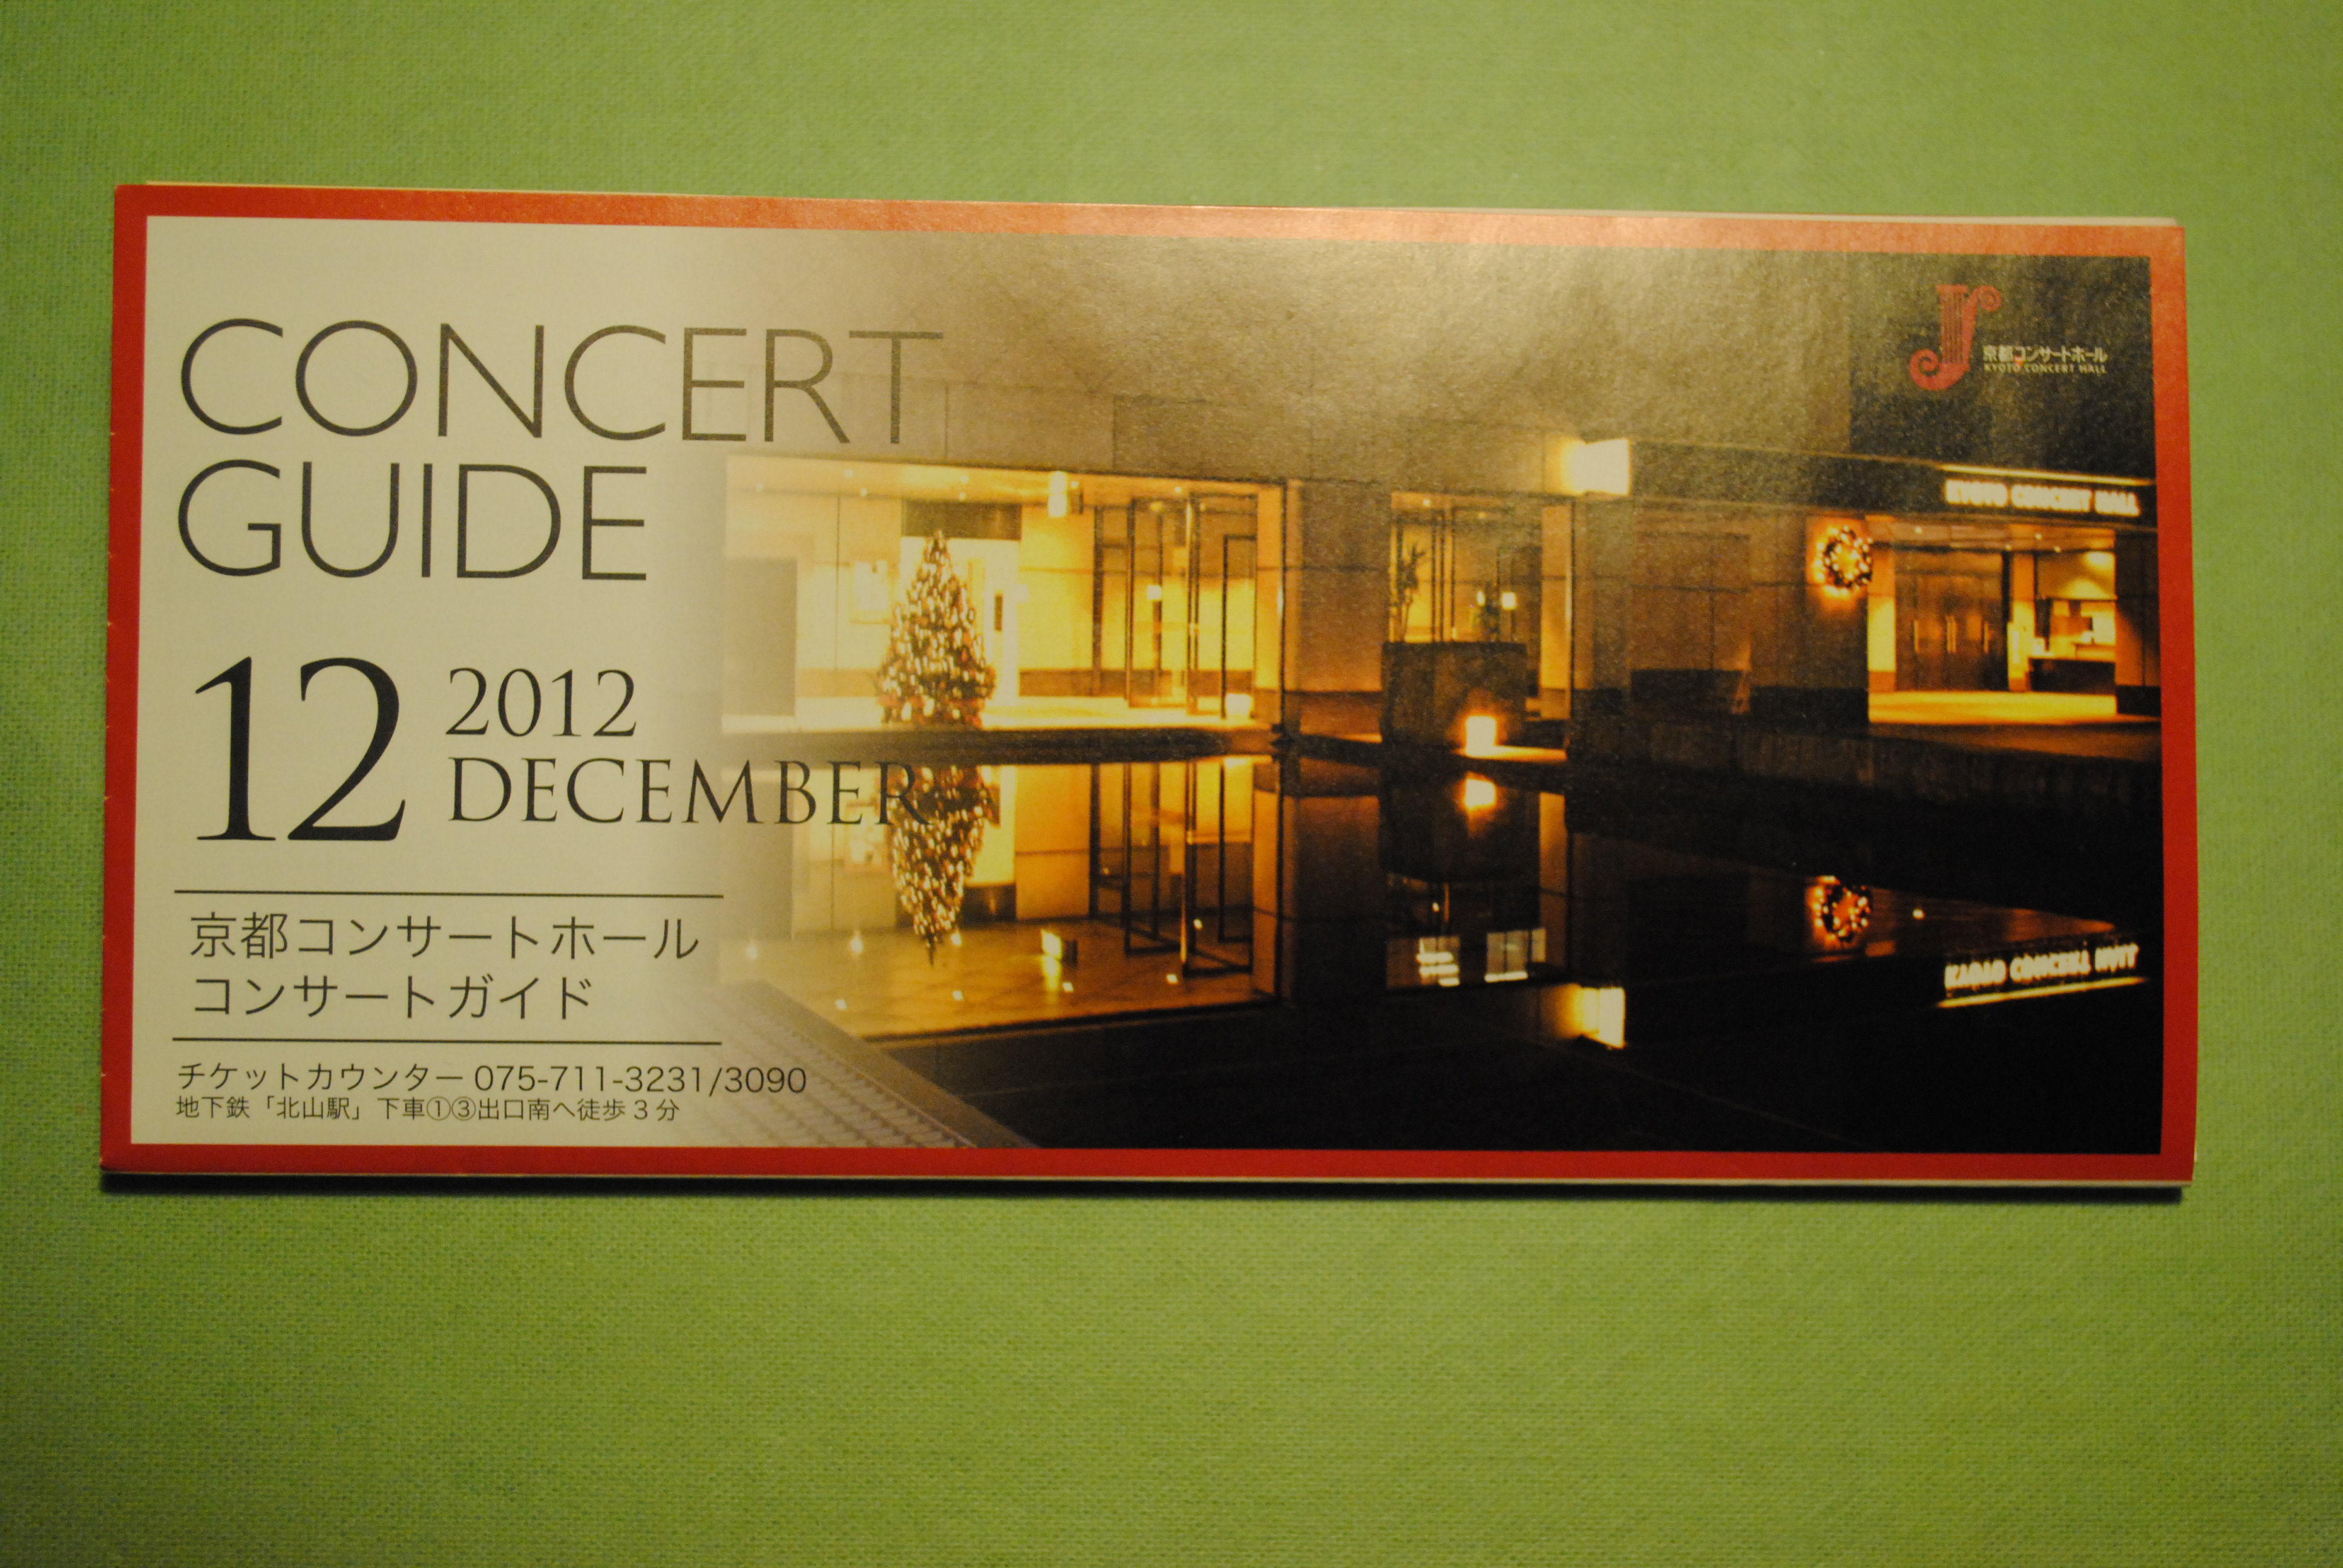 CONCERT
GUIDE
12
2012
DECEMBER
京都コンサートホール
コンサートガイド
チケットカウンター 075-711-3231/3090
地下鉄「北山駅」下車①③出口南へ徒歩3分
京都コンサートホール
KYOTO CONCERT HALL
KYOTO CONCERT HALL